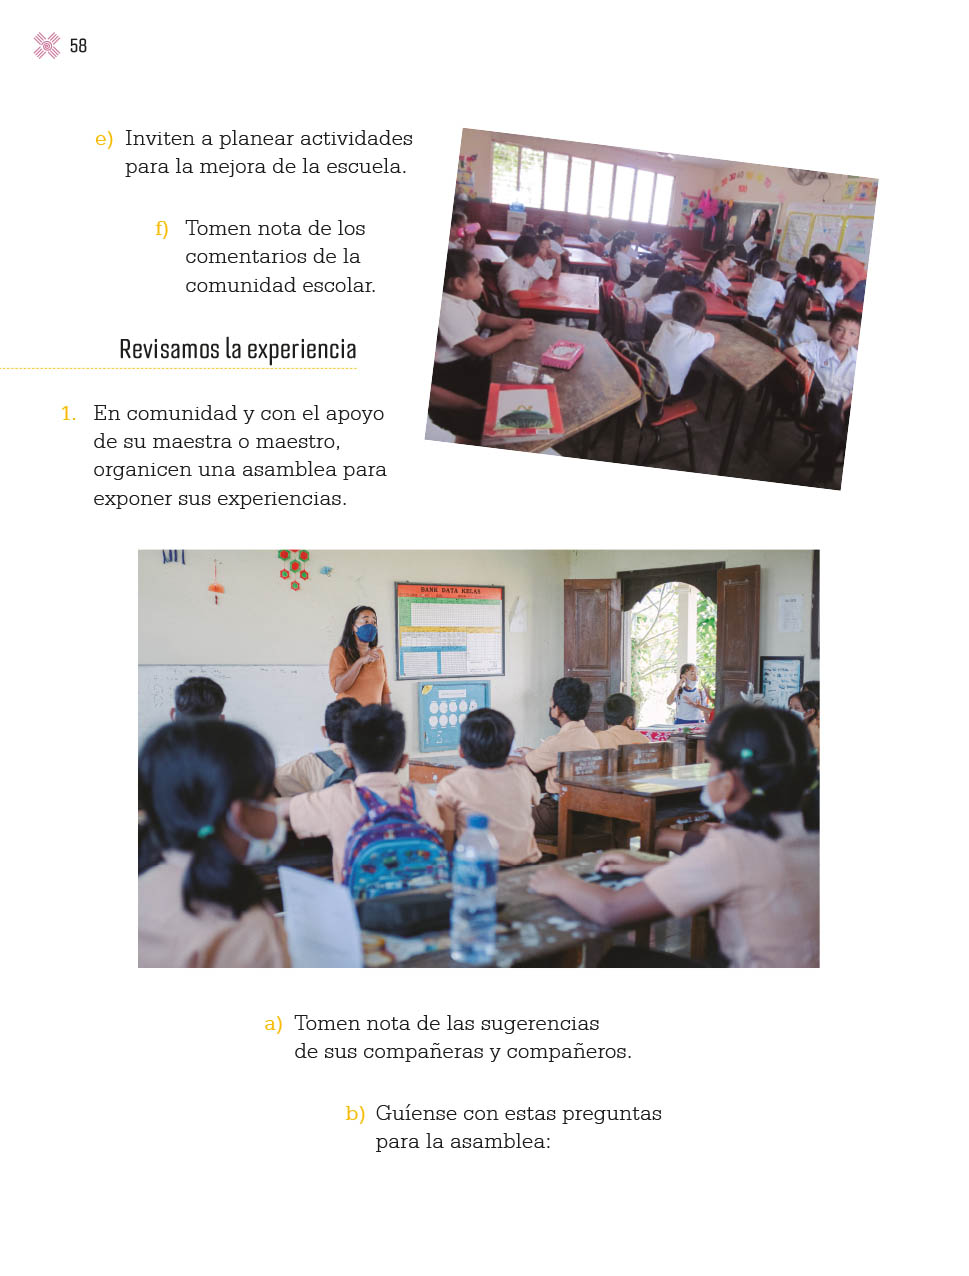 58
e) Inviten a planear actividades
para la mejora de la escuela.
f) Tomen nota de los
comentarios de la
comunidad escolar.
Revisamos la experiencia
1. En comunidad y con el apoyo
de su maestra o maestro,
organicen una asamblea para
exponer sus experiencias.
BANK DATA KELAS
a) Tomen nota de las sugerencias
de sus compañeras y compañeros.
b) Guíense con estas preguntas
para la asamblea: